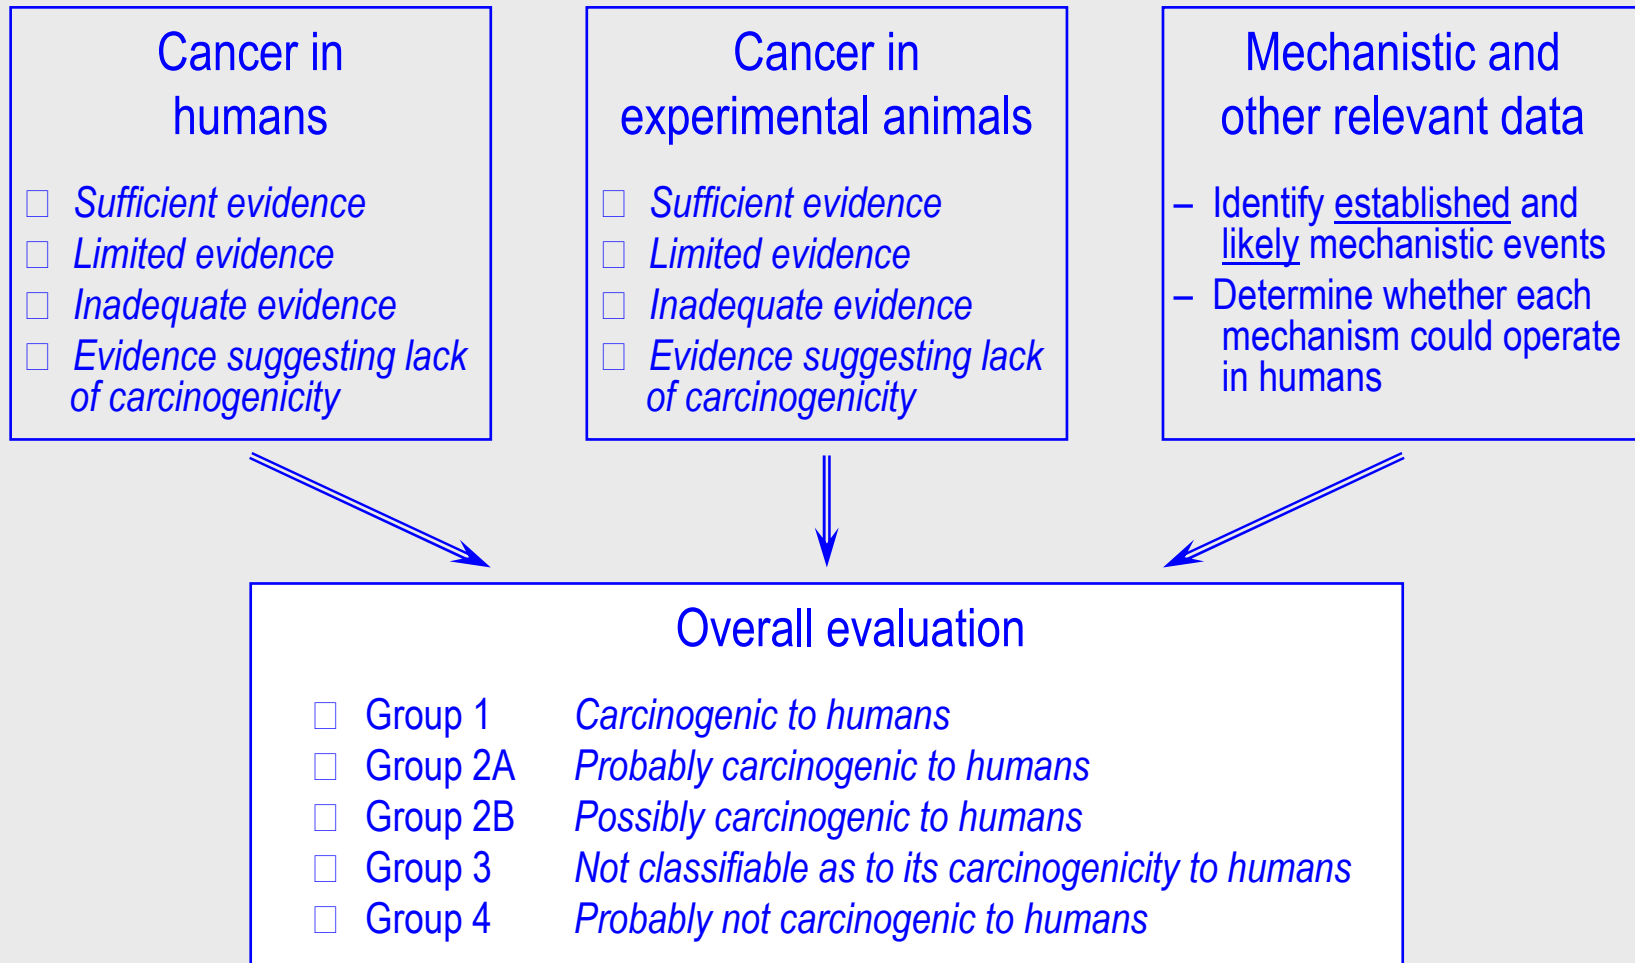 Cancer in
humans
□ Sufficient evidence
□ Limited evidence
□ Inadequate evidence
□ Evidence suggesting lack
of carcinogenicity
Cancer in
experimental animals
□ Sufficient evidence
□ Limited evidence
□ Inadequate evidence
□ Evidence suggesting lack
of carcinogenicity
Mechanistic and
other relevant data
– Identify established and
likely mechanistic events
– Determine whether each
mechanism could operate
in humans
Overall evaluation
□ Group 1 Carcinogenic to humans
□ Group 2A Probably carcinogenic to humans
□ Group 2B Possibly carcinogenic to humans
□ Group 3 Not classifiable as to its carcinogenicity to humans
□ Group 4 Probably not carcinogenic to humans